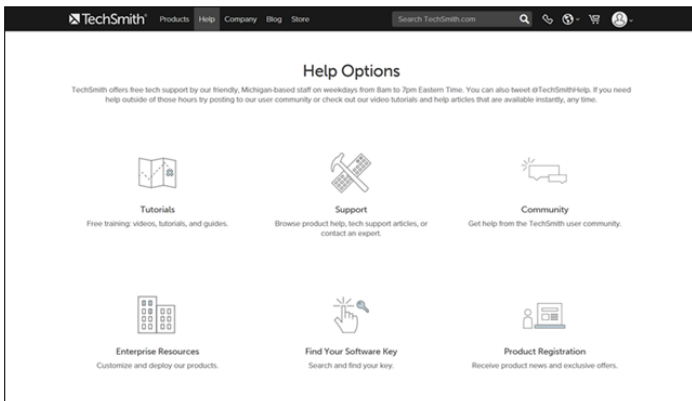 TechSmith® Products Help Company Blog Store Search TechSmith.com
Help Options
TechSmith offers free tech support by our friendly, Michigan-based staff on weekdays from 8am to 7pm Eastern Time. You can also tweet @TechSmithHelp. If you need
help outside of those hours try posting to our user community or check out our video tutorials and help articles that are available instantly, any time.
Tutorials
Free training: videos, tutorials, and guides.
Support
Browse product help, tech support articles, or
contact an expert.
Community
Get help from the TechSmith user community.
Enterprise Resources
Customize and deploy our products.
Find Your Software Key
Search and find your key.
Product Registration
Receive product news and exclusive offers.